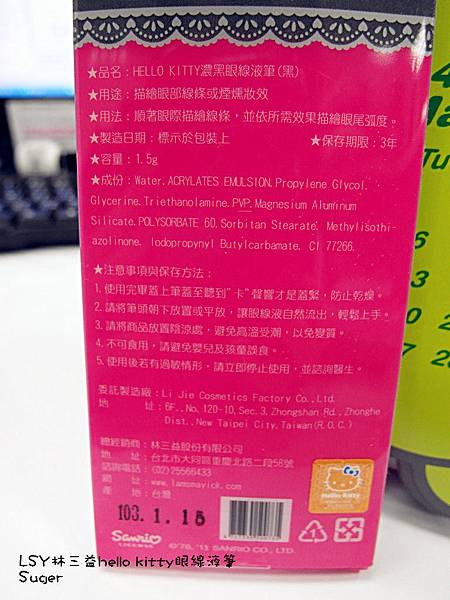 ★品名：HELLO KITTY濃黑眼線液筆(黑)
★用途：描繪眼部線條或煙燻妝效
★用法：順著眼際描繪線條，並依所需效果描繪眼尾弧度。
★製造日期：標示於包裝上 ★保存期限：3年
★容量：1.5g
★成份：Water. ACRYLATES EMULSION. Propylene Glycol.
Glycerine. Triethanolamine. PVP. Magnesium Aluminum
Silicate. POLYSORBATE 60. Sorbitan Stearate. Methylisothi-
azolinone. Iodopropynyl Butylcarbamate. CI 77266.
★注意事項與保存方法：
1.使用完畢蓋上筆蓋至聽到"卡"聲響才是蓋緊，防止乾燥。
2.請將筆頭朝下放置或平放，讓眼線液自然流出，輕鬆上手。
3.請將商品放置陰涼處，避免高溫受潮，以免變質。
4.不可食用，請避免嬰兒及孩童誤食。
5.使用後若有過敏情形，請立即停止使用，並諮詢醫生。
委託製造廠：Li Jie Cosmetics Factory Co., Ltd.
地 址：6F., No. 120-10, Sec. 3, Zhongshan Rd., Zhonghe
Dist., New Taipei City, Taiwan(R.O.C.)
總經銷商：林三益股份有限公司
地 址：台北市大同區重慶北路二段58號
諮詢電話：(02)25566433
網 址：www.lamomayick.com
產 地：台灣
103. 1. 15
Hello Kitty
1
Sanrio
LICENSE
©'76, '13 SANRIO CO., LTD.
LSY林三益hello kitty眼線液筆
Suger